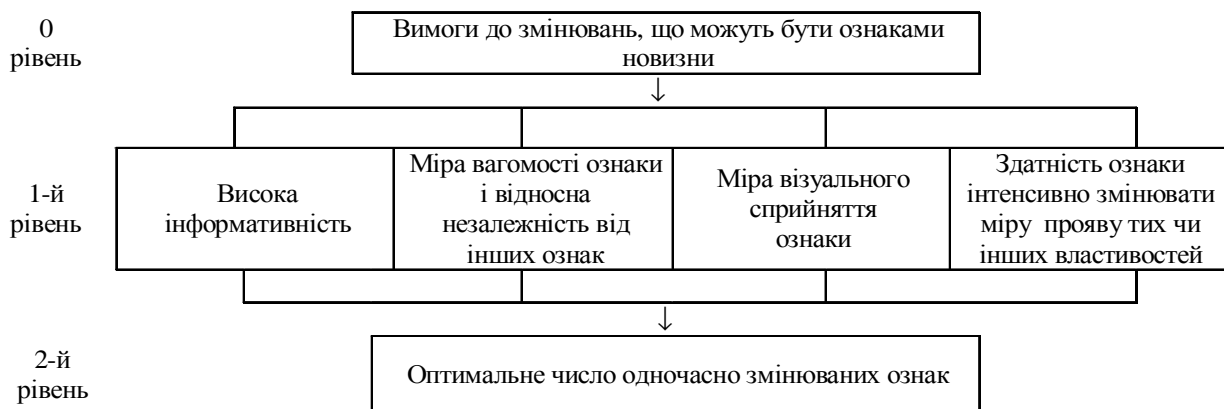 0
рівень
Вимоги до змінювань, що можуть бути ознаками
новизни
↓
1-й
рівень
Висока
інформативність
Міра вагомості ознаки
і відносна
незалежність від
інших ознак
Міра візуального
сприйняття
ознаки
Здатність ознаки
інтенсивно змінювати
міру прояву тих чи
інших властивостей
↓
2-й
рівень
Оптимальне число одночасно змінюваних ознак